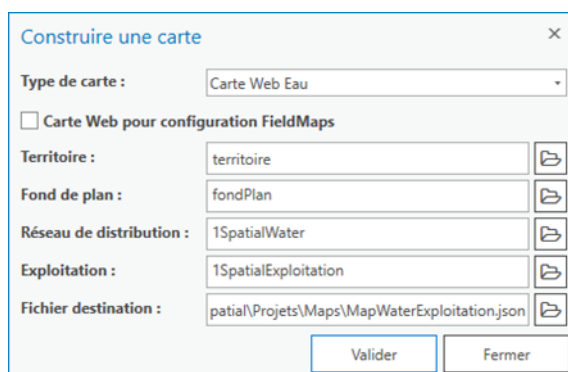 Construire une carte
Type de carte : Carte Web Eau
Carte Web pour configuration FieldMaps
Territoire : territoire
Fond de plan : fondPlan
Réseau de distribution : 1SpatialWater
Exploitation : 1SpatialExploitation
Fichier destination : patial\Projets\Maps\MapWaterExploitation.json
Valider Fermer